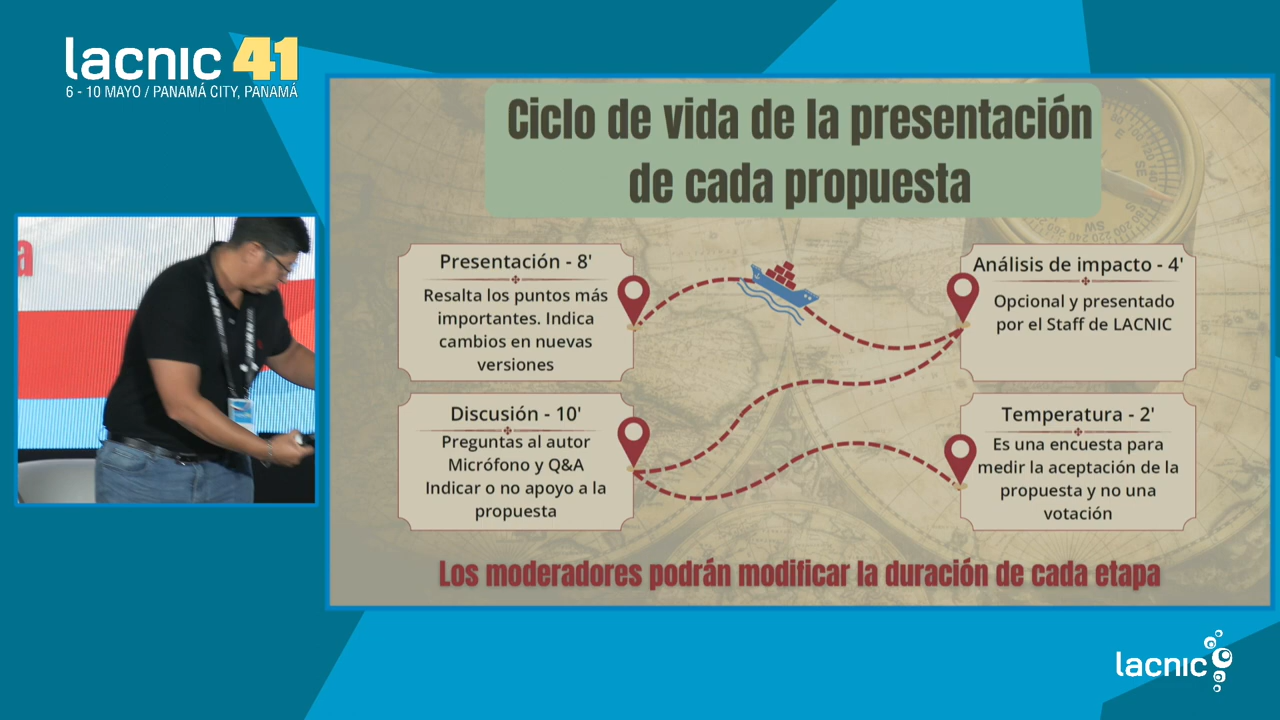 lacnic 41
6 - 10 MAYO / PANAMÁ CITY, PANAMÁ
Ciclo de vida de la presentación
de cada propuesta
Presentación - 8'
Resalta los puntos más
importantes. Indica
cambios en nuevas
versiones
Análisis de impacto - 4'
Opcional y presentado
por el Staff de LACNIC
Discusión - 10'
Preguntas al autor
Micrófono y Q&A
Indicar o no apoyo a la
propuesta
Temperatura - 2'
Es una encuesta para
medir la aceptación de la
propuesta y no una
votación
Los moderadores podrán modificar la duración de cada etapa
lacnic